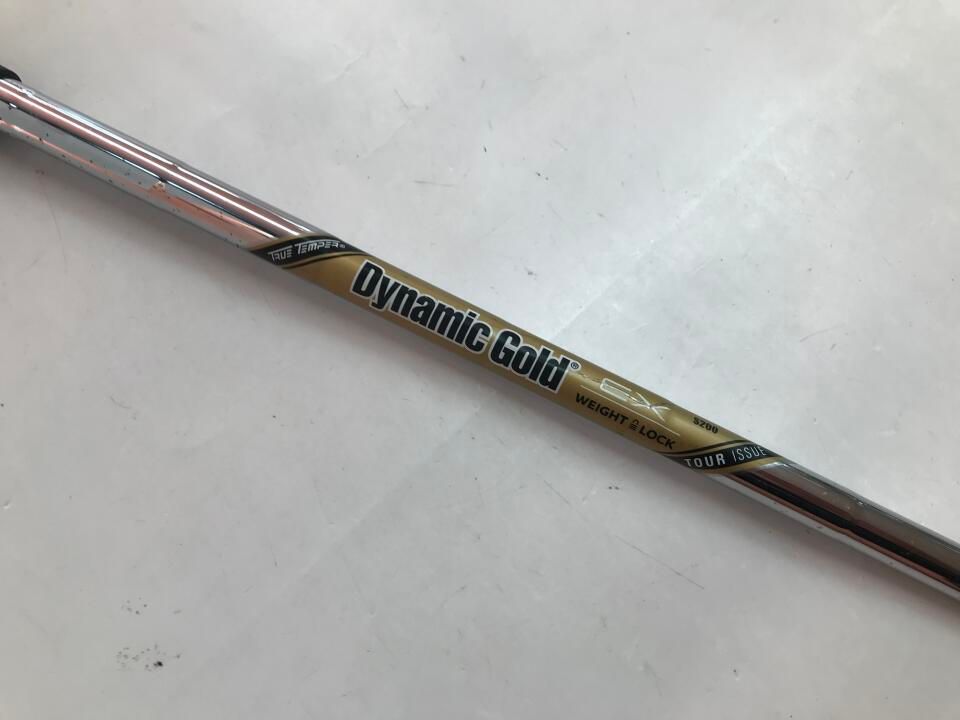 TRUE TEMPER®
Dynamic Gold®
EX
S200
WEIGHT LOCK
TOUR ISSUE